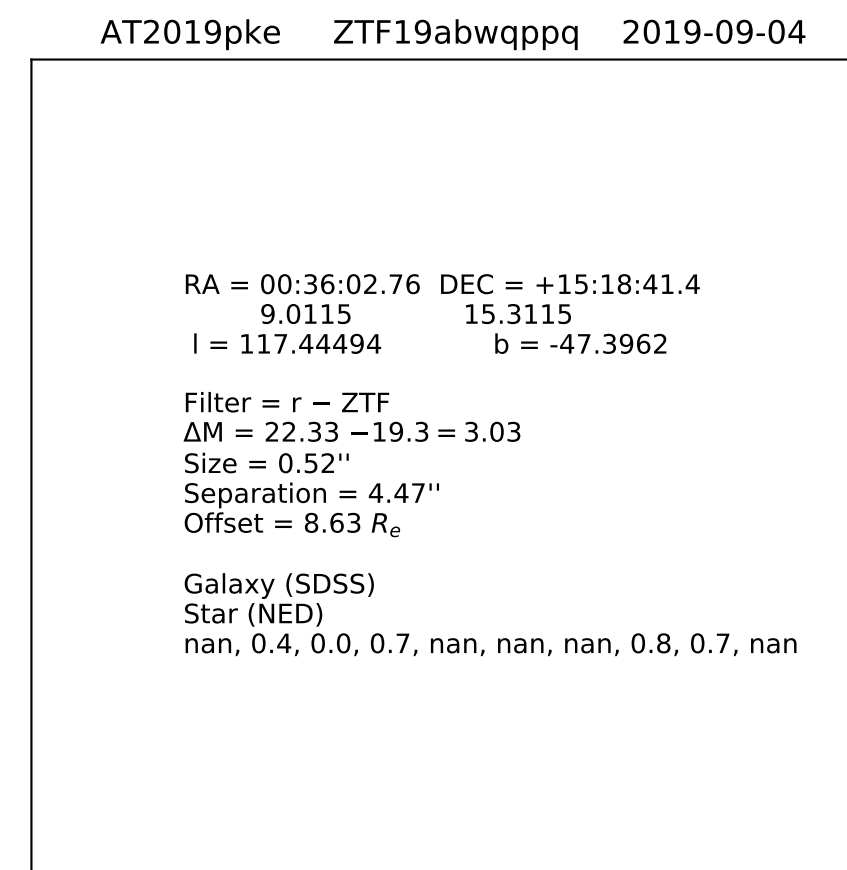 AT2019pke ZTF19abwqppq 2019-09-04
RA = 00:36:02.76 DEC = +15:18:41.4
9.0115 15.3115
l = 117.44494 b = -47.3962
Filter = r − ZTF
ΔM = 22.33 −19.3 = 3.03
Size = 0.52''
Separation = 4.47''
Offset = 8.63 Re
Galaxy (SDSS)
Star (NED)
nan, 0.4, 0.0, 0.7, nan, nan, nan, 0.8, 0.7, nan